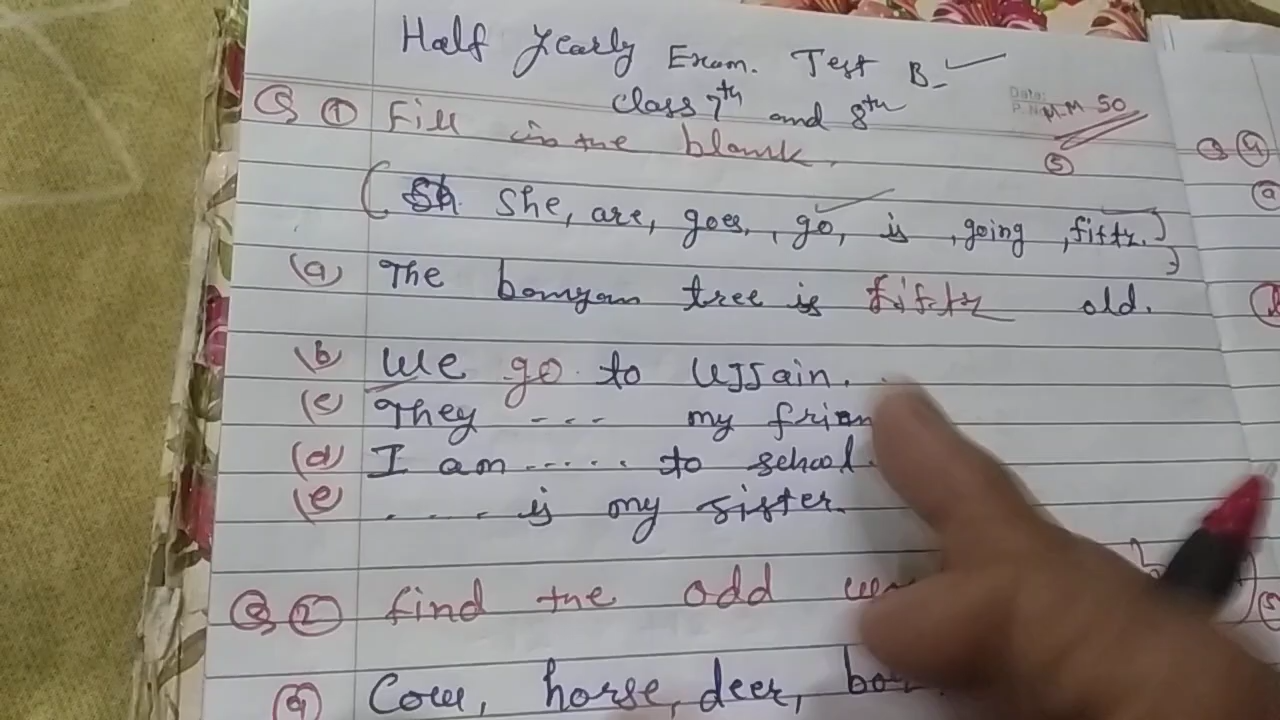 Half Yearly Exam. Test B-
Class 7th and 8th
M.M 50
Q ① Fill in the blank.
⑤
( She, are, goes, , go, is , going , fifty.)
(a) The banyan tree is fifty old.
(b) We go to Ujjain.
(c) They --- my
(d) I am ..... to school.
(e) .... is my sister.
Q ② find the odd
(a) Cow, horse, deer,